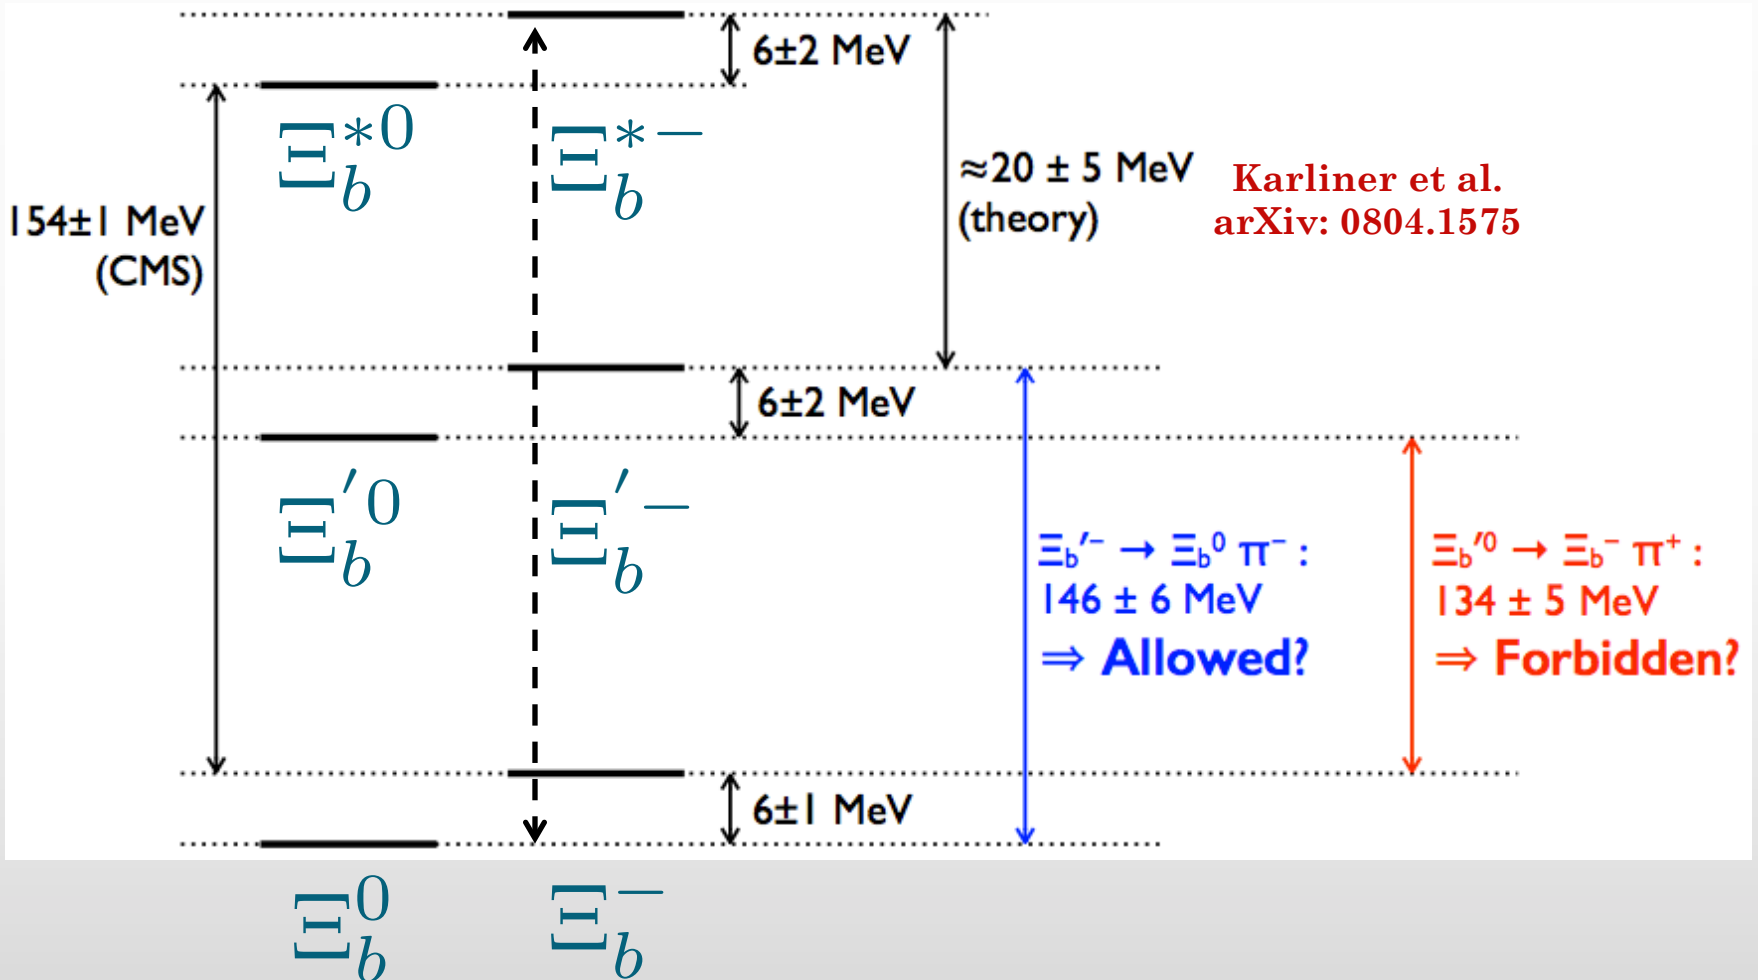 6±2 MeV
Ξb*0 Ξb*−
≈20 ± 5 MeV
(theory)
Karliner et al.
arXiv: 0804.1575
154±1 MeV
(CMS)
6±2 MeV
Ξb′0 Ξb′−
Ξb′− → Ξb0 π− :
146 ± 6 MeV
⇒ Allowed?
Ξb′0 → Ξb− π+ :
134 ± 5 MeV
⇒ Forbidden?
6±1 MeV
Ξb0 Ξb−